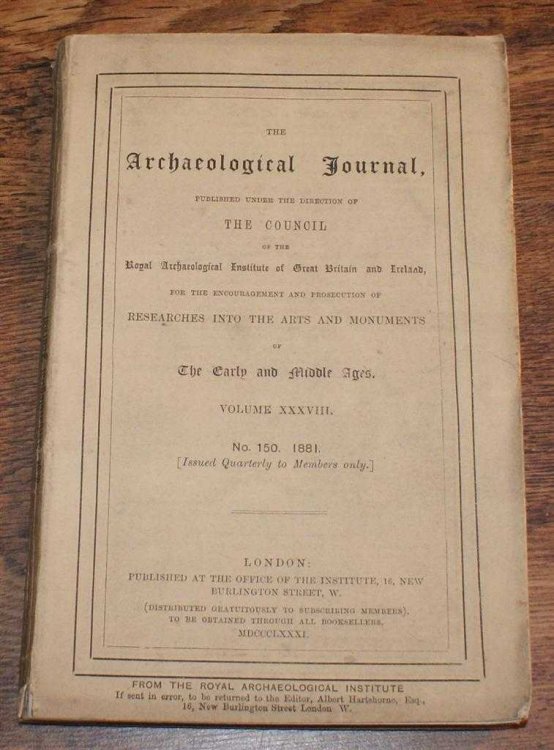 THE
Archaeological Journal,
PUBLISHED UNDER THE DIRECTION OF
THE COUNCIL
OF THE
Royal Archaeological Institute of Great Britain and Ireland,
FOR THE ENCOURAGEMENT AND PROSECUTION OF
RESEARCHES INTO THE ARTS AND MONUMENTS
OF
The Early and Middle Ages.
VOLUME XXXVIII.
No. 150. 1881.
[Issued Quarterly to Members only.]
LONDON:
PUBLISHED AT THE OFFICE OF THE INSTITUTE, 16, NEW
BURLINGTON STREET, W.
(DISTRIBUTED GRATUITOUSLY TO SUBSCRIBING MEMBERS),
TO BE OBTAINED THROUGH ALL BOOKSELLERS,
MDCCCLXXXI.
FROM THE ROYAL ARCHAEOLOGICAL INSTITUTE
If sent in error, to be returned to the Editor, Albert Hartshorne, Esq.,
16, New Burlington Street London W.